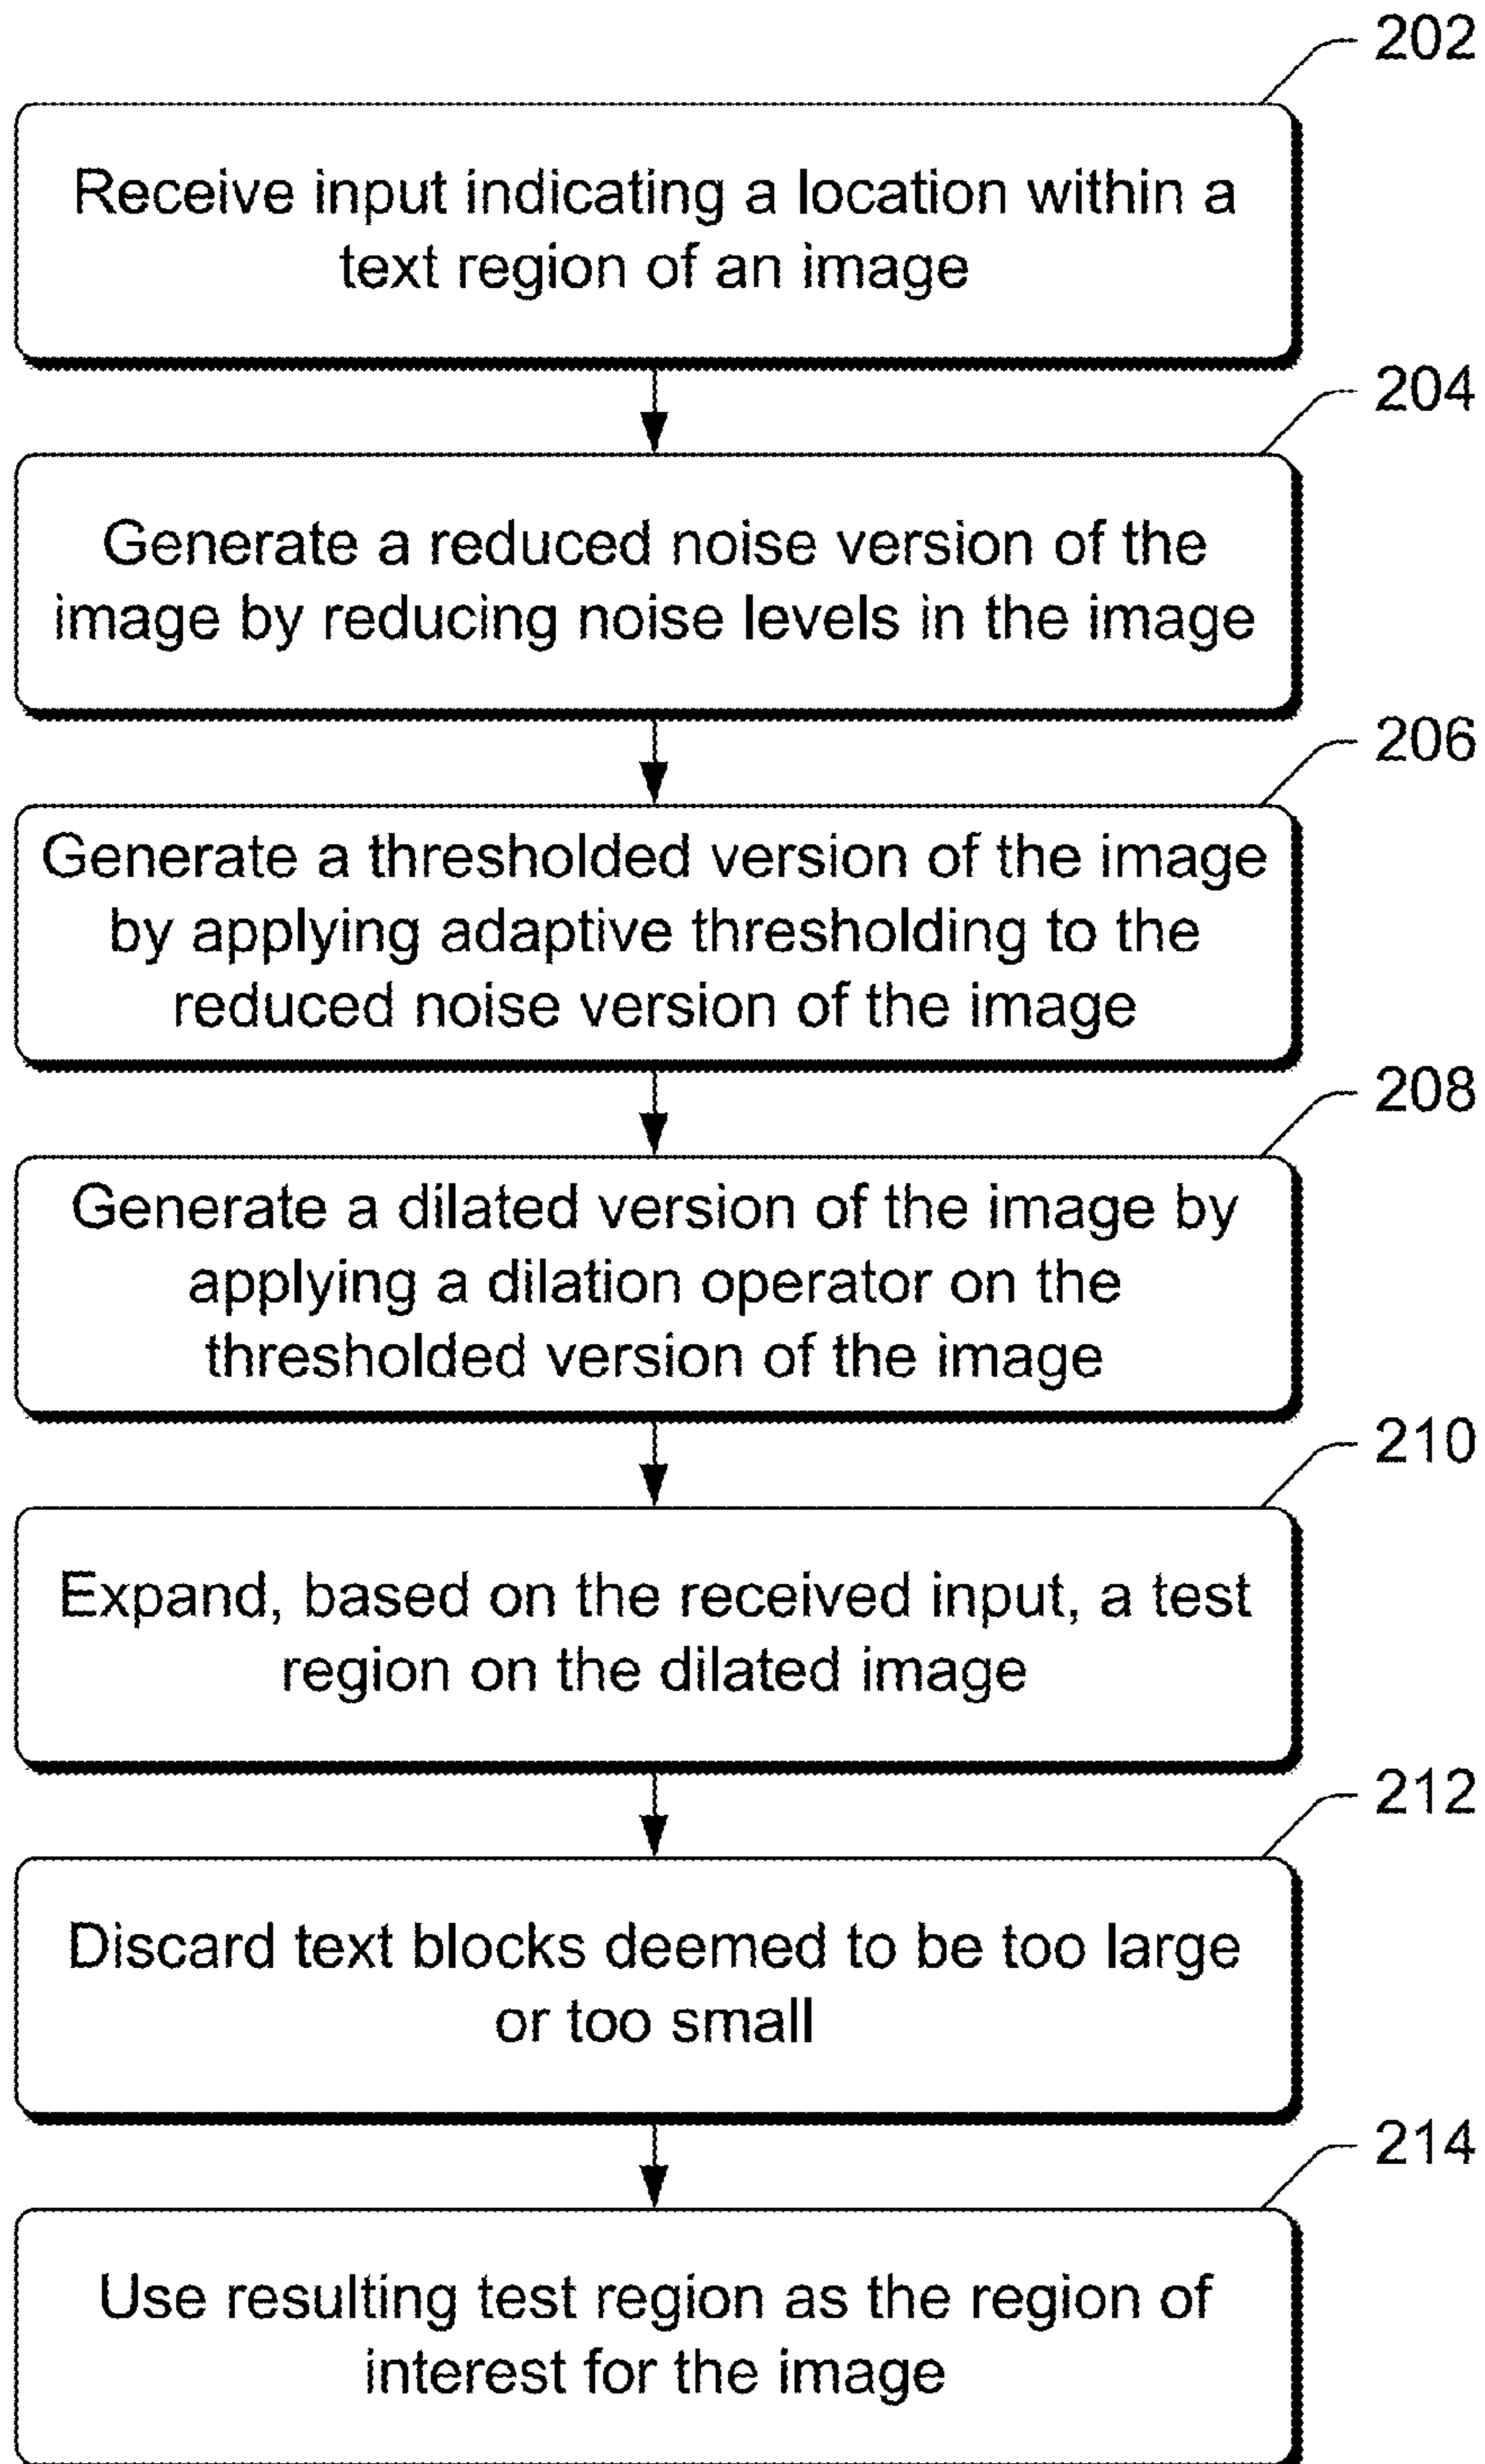 202
Receive input indicating a location within a
text region of an image
204
Generate a reduced noise version of the
image by reducing noise levels in the image
206
Generate a thresholded version of the image
by applying adaptive thresholding to the
reduced noise version of the image
208
Generate a dilated version of the image by
applying a dilation operator on the
thresholded version of the image
210
Expand, based on the received input, a test
region on the dilated image
212
Discard text blocks deemed to be too large
or too small
214
Use resulting test region as the region of
interest for the image